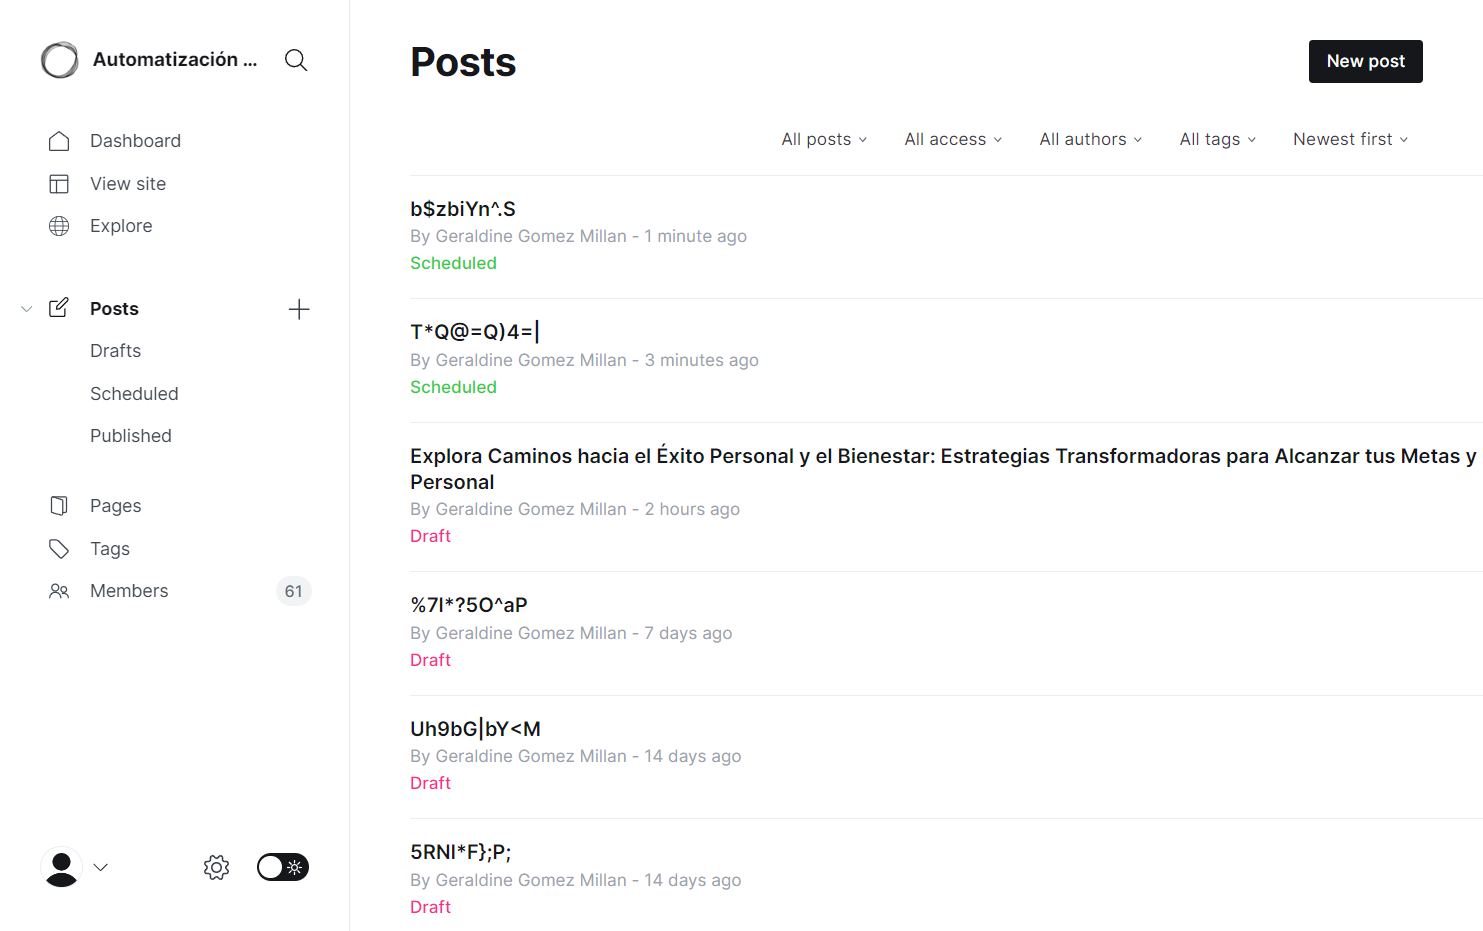 Automatización ...
Dashboard
View site
Explore
Posts
Drafts
Scheduled
Published
Pages
Tags
Members
61
Posts
New post
All posts
All access
All authors
All tags
Newest first
b$zbiYn^.S
By Geraldine Gomez Millan - 1 minute ago
Scheduled
T*Q@=Q)4=|
By Geraldine Gomez Millan - 3 minutes ago
Scheduled
Explora Caminos hacia el Éxito Personal y el Bienestar: Estrategias Transformadoras para Alcanzar tus Metas y
Personal
By Geraldine Gomez Millan - 2 hours ago
Draft
%7I*?5O^aP
By Geraldine Gomez Millan - 7 days ago
Draft
Uh9bG|bY<M
By Geraldine Gomez Millan - 14 days ago
Draft
5RNI*F};P;
By Geraldine Gomez Millan - 14 days ago
Draft